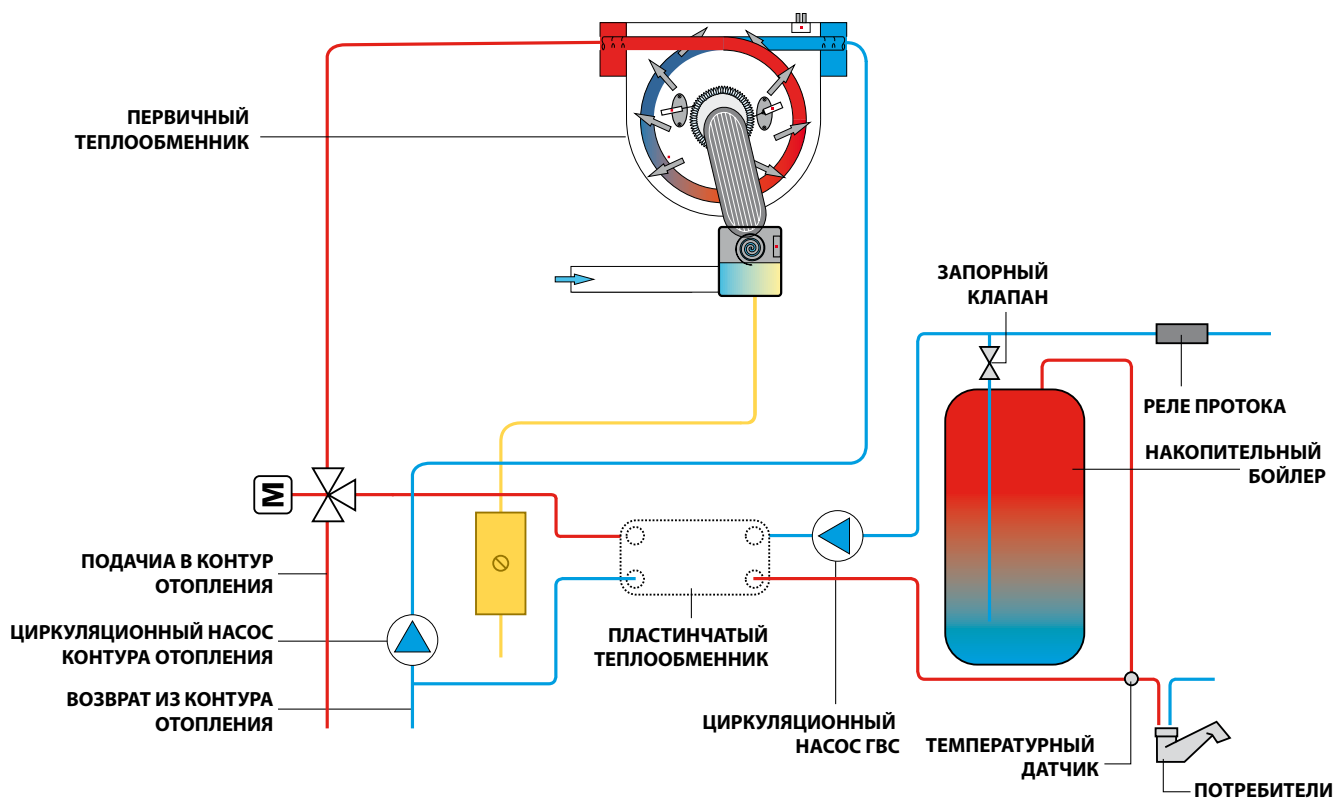 ПЕРВИЧНЫЙ
ТЕПЛООБМЕННИК
ЗАПОРНЫЙ
КЛАПАН
РЕЛЕ ПРОТОКА
НАКОПИТЕЛЬНЫЙ
БОЙЛЕР
M
ПОДАЧИА В КОНТУР
ОТОПЛЕНИЯ
ЦИРКУЛЯЦИОННЫЙ НАСОС
КОНТУРА ОТОПЛЕНИЯ
ВОЗВРАТ ИЗ КОНТУРА
ОТОПЛЕНИЯ
ПЛАСТИНЧАТЫЙ
ТЕПЛООБМЕННИК
ЦИРКУЛЯЦИОННЫЙ
НАСОС ГВС
ТЕМПЕРАТУРНЫЙ
ДАТЧИК
ПОТРЕБИТЕЛИ